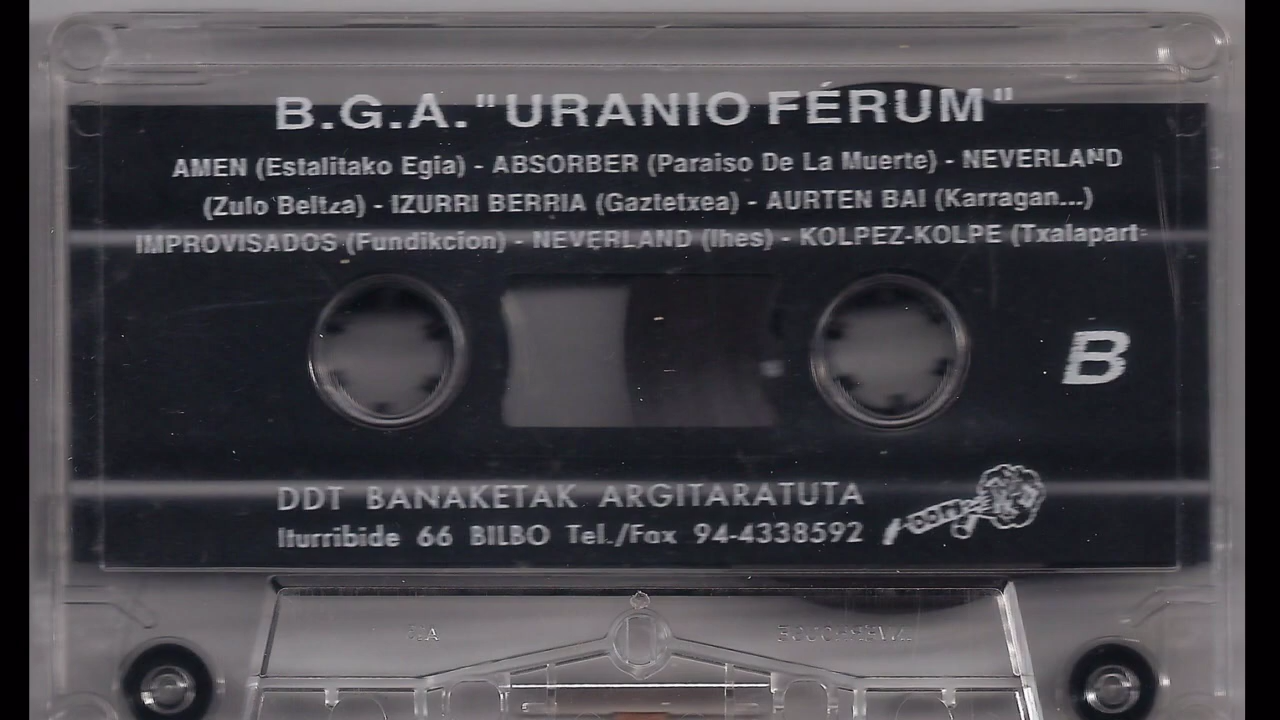 B.G.A. "URANIO FÉRUM"
AMEN (Estalitako Egia) - ABSORBER (Paraiso De La Muerte) - NEVERLAND
(Zulo Beltza) - IZURRI BERRIA (Gaztetxea) - AURTEN BAI (Karragan...)
IMPROVISADOS (Fundikcion) - NEVERLAND (Ihes) - KOLPEZ-KOLPE (Txalapart
B
DDT BANAKETAK ARGITARATUTA
Iturribide 66 BILBO Tel./Fax 94-4338592